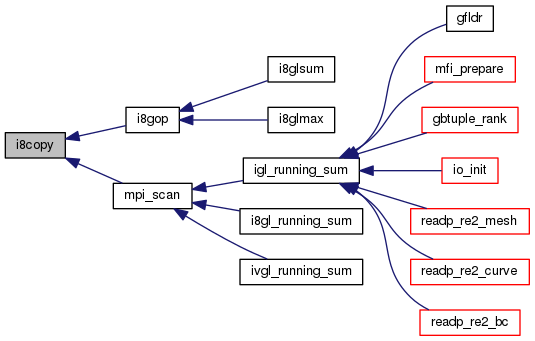 gfldr
mfi_prepare
i8glsum
gbtuple_rank
i8gop
i8glmax
i8copy
igl_running_sum
io_init
mpi_scan
i8gl_running_sum
readp_re2_mesh
ivgl_running_sum
readp_re2_curve
readp_re2_bc